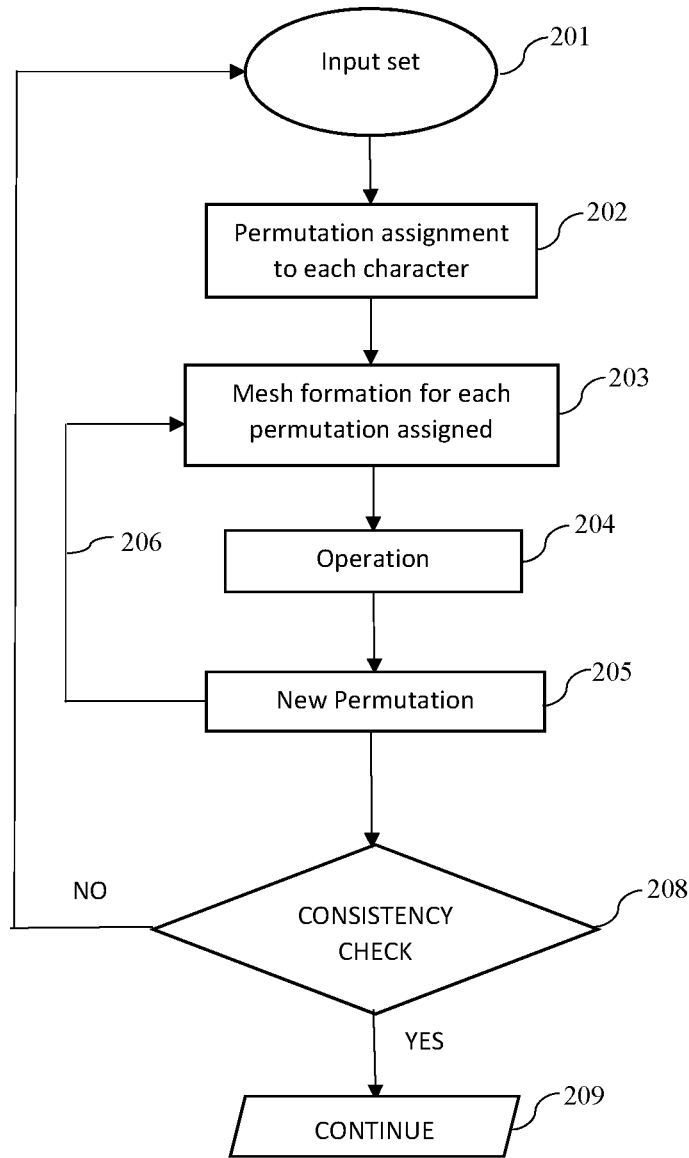 Input set
201
Permutation assignment
to each character
202
Mesh formation for each
permutation assigned
203
Operation
204
206
New Permutation
205
CONSISTENCY
CHECK
208
NO
YES
CONTINUE
209